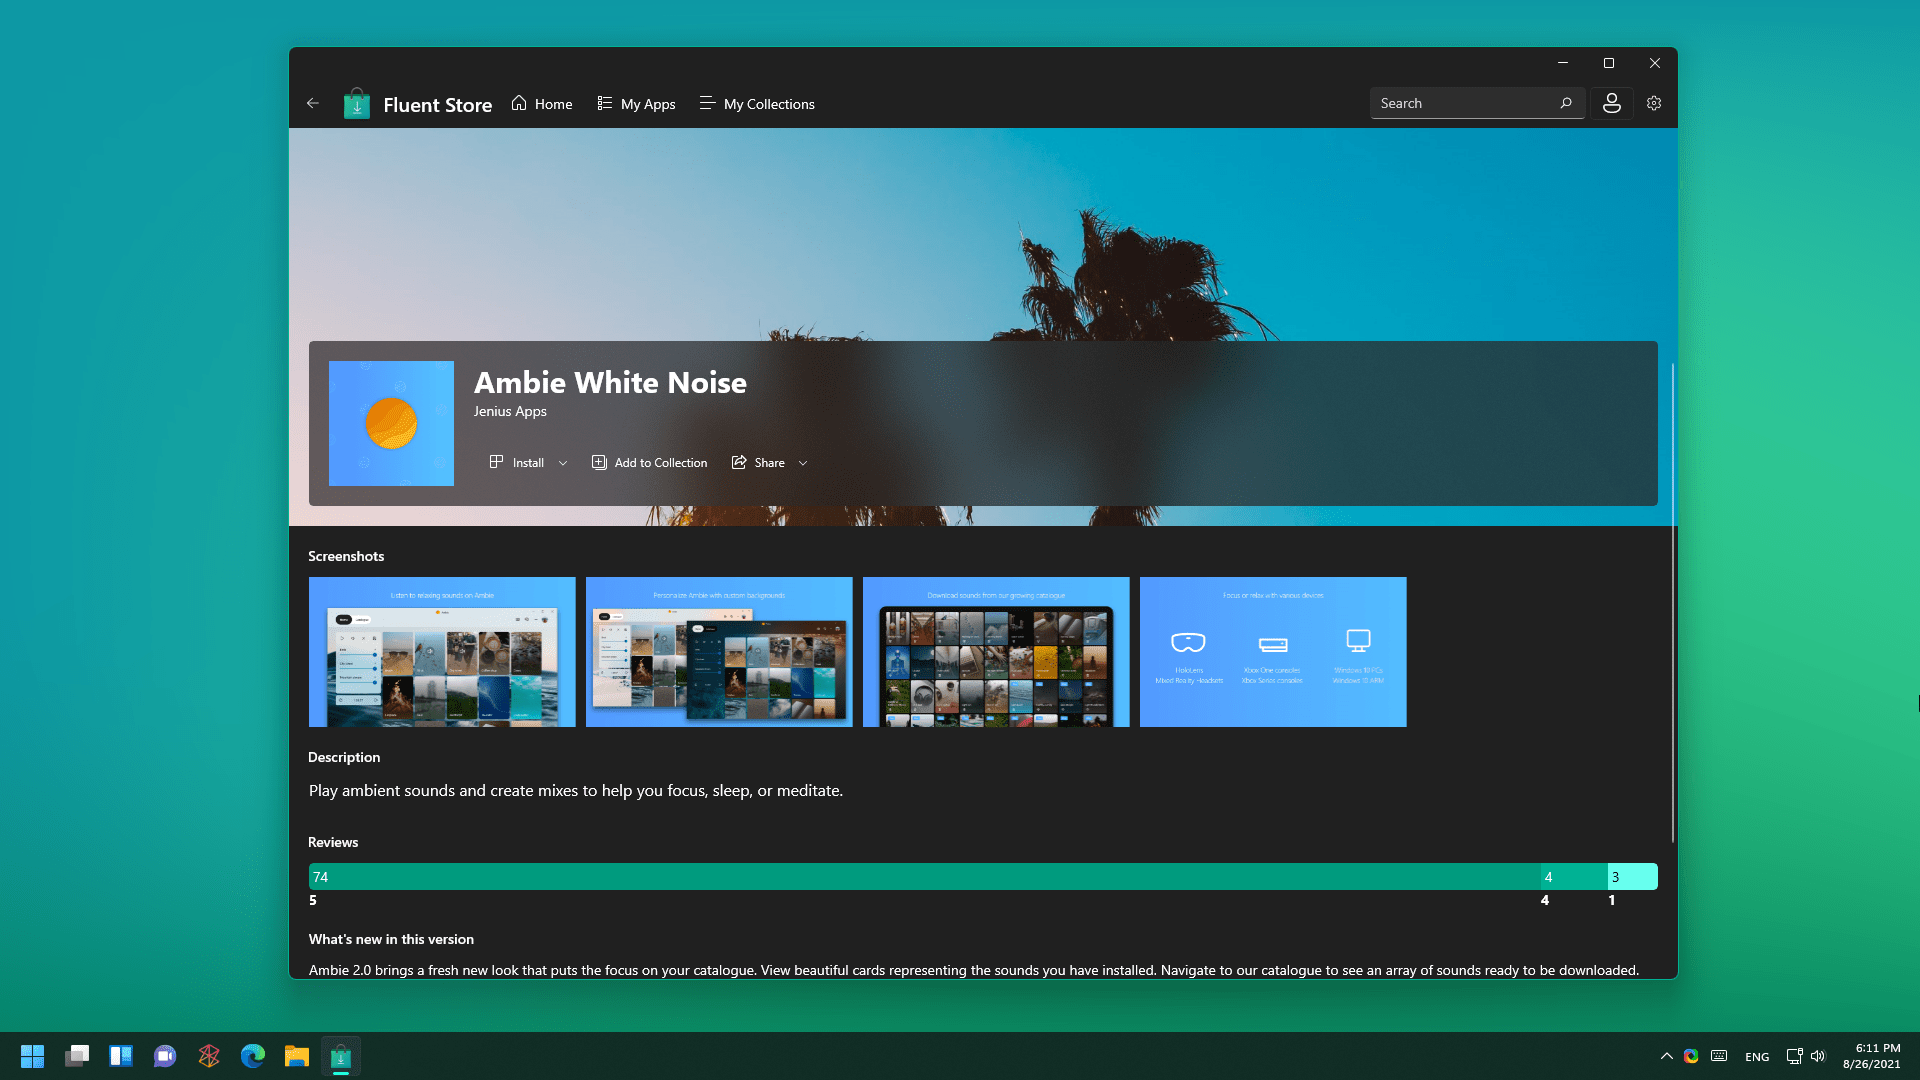 Fluent Store
Home
My Apps
My Collections
Search
Ambie White Noise
Jenius Apps
Install
Add to Collection
Share
Screenshots
Listen to relaxing sounds on Ambie
Personalize Ambie with custom backgrounds
Download sounds from our growing catalogue
Focus or relax with various devices
HoloLens
Mixed Reality Headsets
Xbox One consoles
Xbox Series consoles
Windows 10 PCs
Description
Play ambient sounds and create mixes to help you focus, sleep, or meditate.
Reviews
74 4 3
5 4 1
What's new in this version
Ambie 2.0 brings a fresh new look that puts the focus on your catalogue. View beautiful cards representing the sounds you have installed. Navigate to our catalogue to see an array of sounds ready to be downloaded.
ENG
6:11 PM
8/26/2021